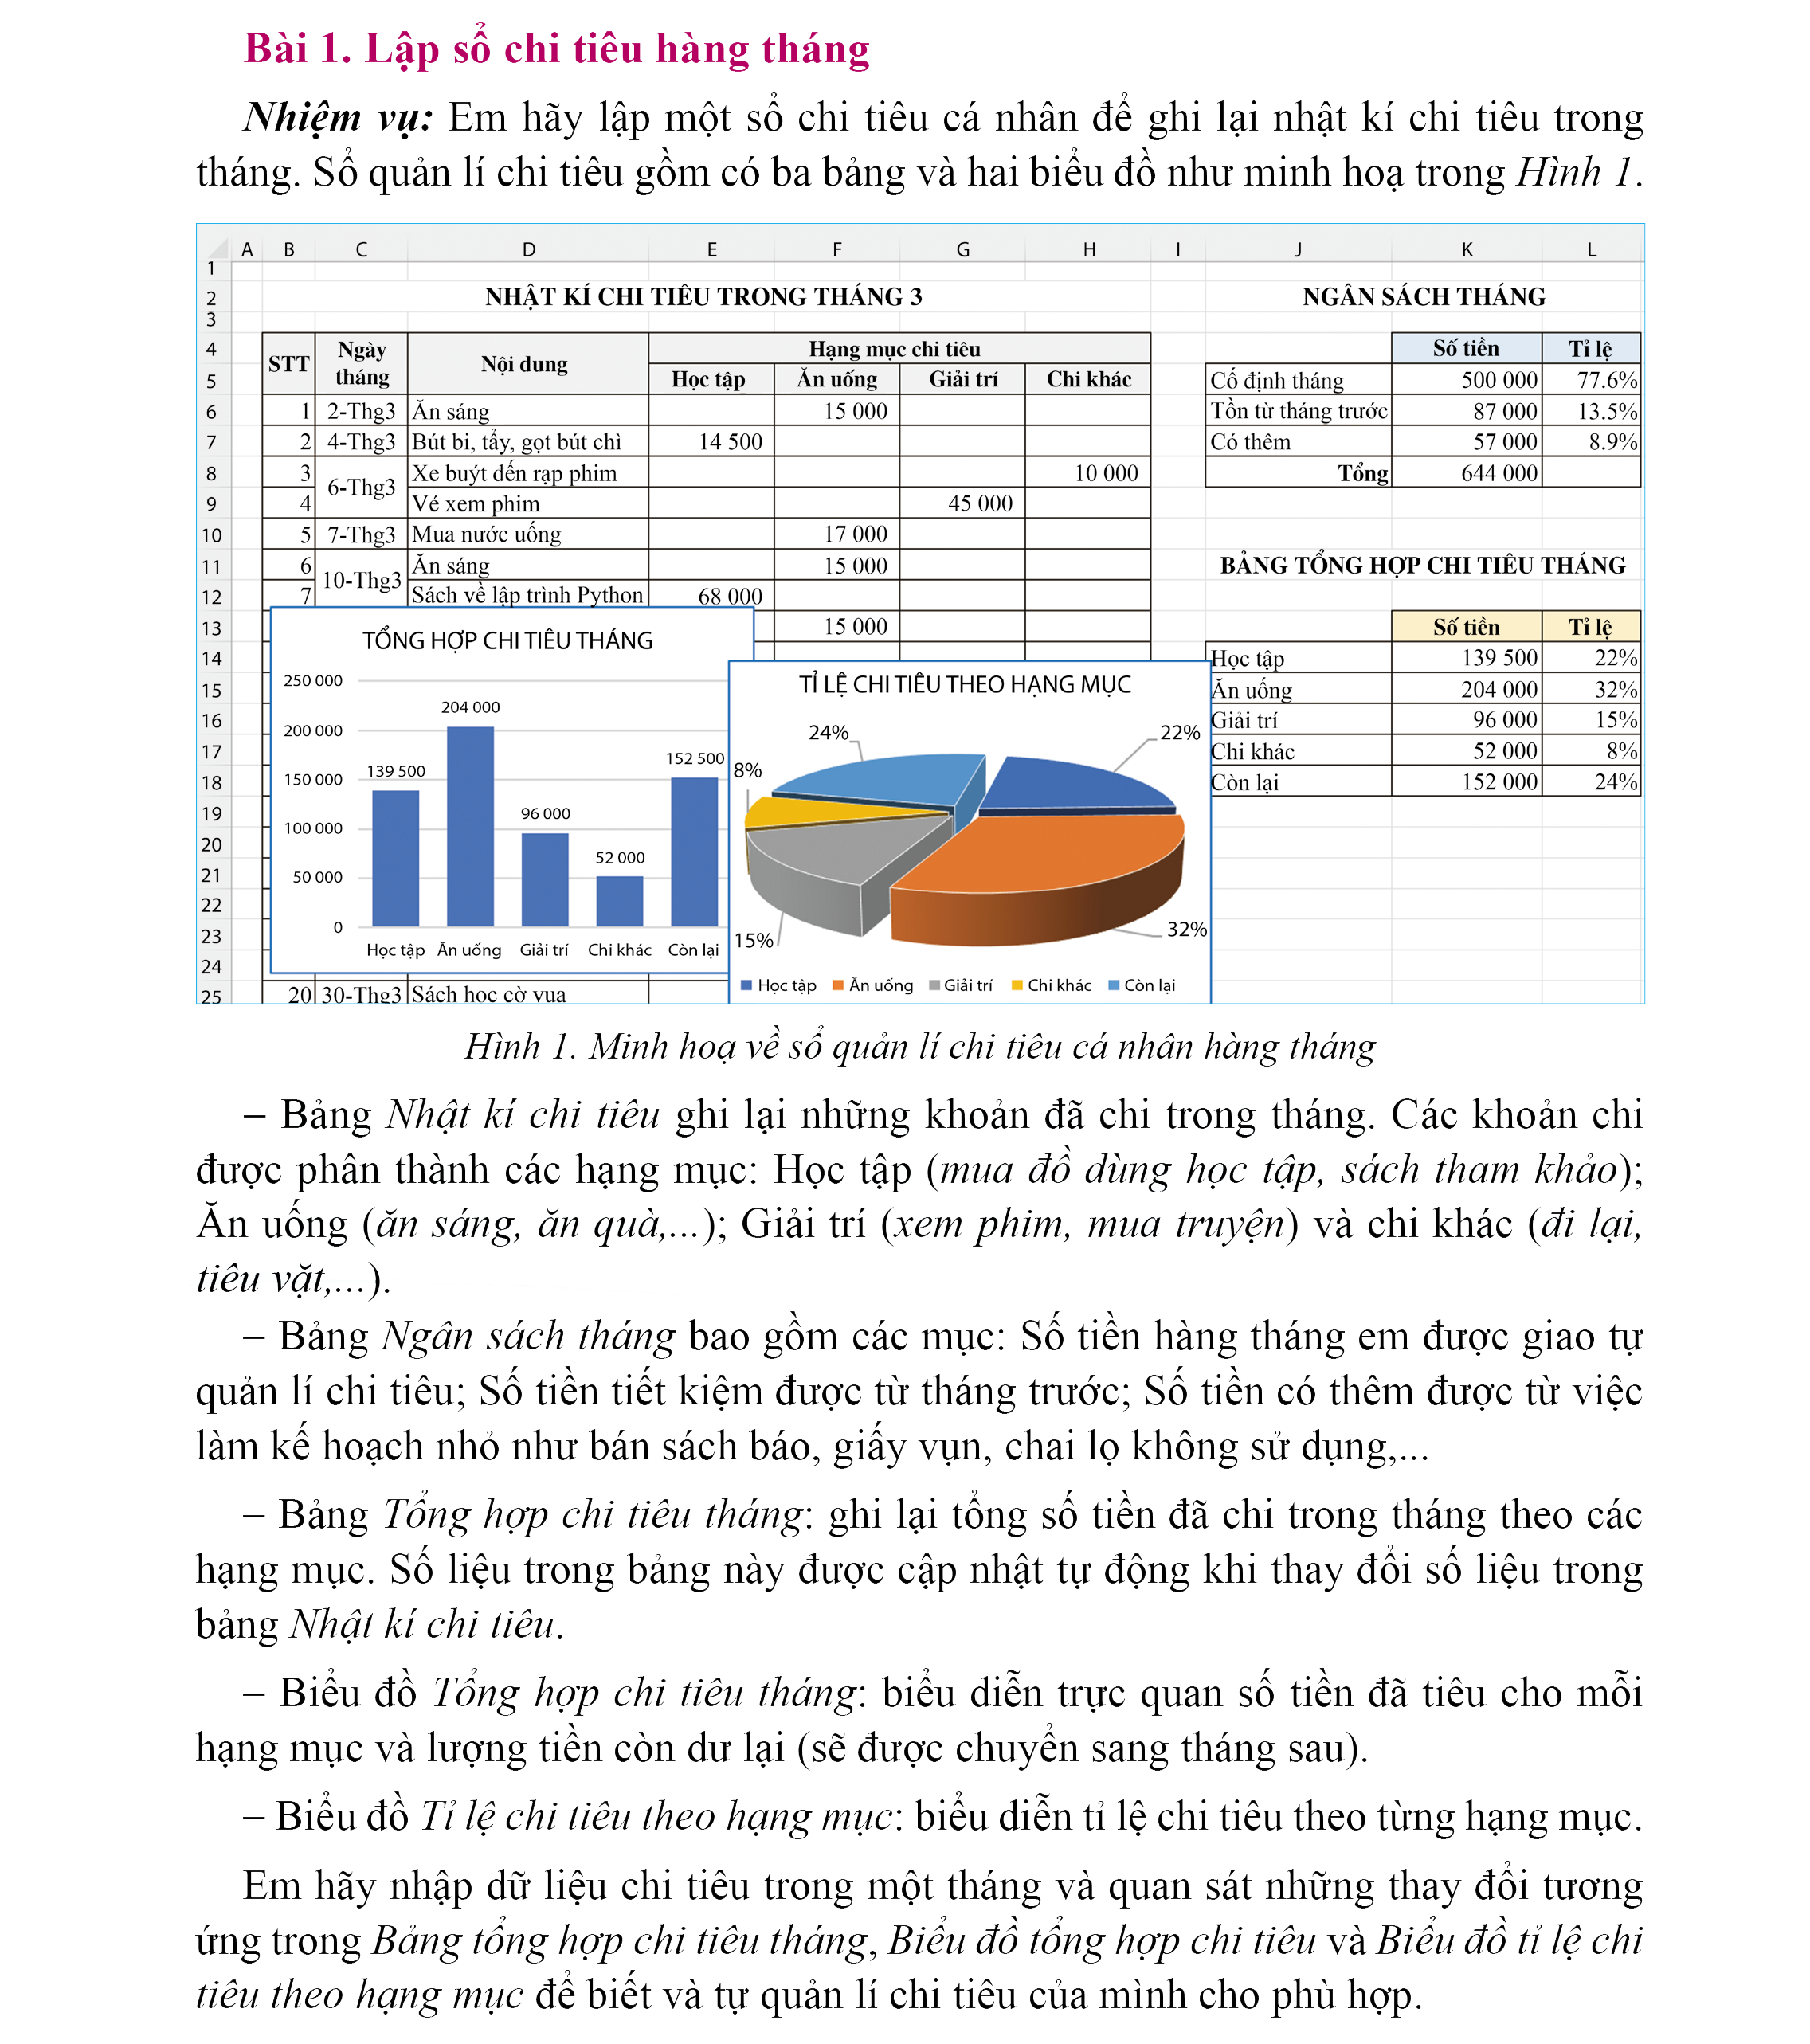 Bài 1. Lập sổ chi tiêu hàng tháng
Nhiệm vụ: Em hãy lập một sổ chi tiêu cá nhân để ghi lại nhật kí chi tiêu trong
tháng. Sổ quản lí chi tiêu gồm có ba bảng và hai biểu đồ như minh hoạ trong Hình 1.
A B C D E F G H I J K L
1
2 NHẬT KÍ CHI TIÊU TRONG THÁNG 3 NGÂN SÁCH THÁNG
3
4 STT Ngày tháng Nội dung Hạng mục chi tiêu Số tiền Tỉ lệ
5 Học tập Ăn uống Giải trí Chi khác Cố định tháng 500 000 77.6%
6 1 2-Thg3 Ăn sáng 15 000 Tồn từ tháng trước 87 000 13.5%
7 2 4-Thg3 Bút bi, tẩy, gọt bút chì 14 500 Có thêm 57 000 8.9%
8 3 6-Thg3 Xe buýt đến rạp phim 10 000 Tổng 644 000
9 4 Vé xem phim 45 000
10 5 7-Thg3 Mua nước uống 17 000
11 6 10-Thg3 Ăn sáng 15 000 BẢNG TỔNG HỢP CHI TIÊU THÁNG
12 7 Sách về lập trình Python 68 000
13 15 000 Số tiền Tỉ lệ
14 Học tập 139 500 22%
15 Ăn uống 204 000 32%
16 Giải trí 96 000 15%
17 Chi khác 52 000 8%
18 Còn lại 152 000 24%
19
20
21
22
23
24
25 20 30-Thg3 Sách học cờ vua
TỔNG HỢP CHI TIÊU THÁNG
250 000
200 000
150 000
100 000
50 000
0
139 500 204 000 96 000 52 000 152 500
Học tập Ăn uống Giải trí Chi khác Còn lại
TỈ LỆ CHI TIÊU THEO HẠNG MỤC
24% 22%
8%
15% 32%
Học tập Ăn uống Giải trí Chi khác Còn lại
Hình 1. Minh hoạ về sổ quản lí chi tiêu cá nhân hàng tháng
– Bảng Nhật kí chi tiêu ghi lại những khoản đã chi trong tháng. Các khoản chi
được phân thành các hạng mục: Học tập (mua đồ dùng học tập, sách tham khảo);
Ăn uống (ăn sáng, ăn quà,...); Giải trí (xem phim, mua truyện) và chi khác (đi lại,
tiêu vặt,...).
– Bảng Ngân sách tháng bao gồm các mục: Số tiền hàng tháng em được giao tự
quản lí chi tiêu; Số tiền tiết kiệm được từ tháng trước; Số tiền có thêm được từ việc
làm kế hoạch nhỏ như bán sách báo, giấy vụn, chai lọ không sử dụng,...
– Bảng Tổng hợp chi tiêu tháng: ghi lại tổng số tiền đã chi trong tháng theo các
hạng mục. Số liệu trong bảng này được cập nhật tự động khi thay đổi số liệu trong
bảng Nhật kí chi tiêu.
– Biểu đồ Tổng hợp chi tiêu tháng: biểu diễn trực quan số tiền đã tiêu cho mỗi
hạng mục và lượng tiền còn dư lại (sẽ được chuyển sang tháng sau).
– Biểu đồ Tỉ lệ chi tiêu theo hạng mục: biểu diễn tỉ lệ chi tiêu theo từng hạng mục.
Em hãy nhập dữ liệu chi tiêu trong một tháng và quan sát những thay đổi tương
ứng trong Bảng tổng hợp chi tiêu tháng, Biểu đồ tổng hợp chi tiêu và Biểu đồ tỉ lệ chi
tiêu theo hạng mục để biết và tự quản lí chi tiêu của mình cho phù hợp.